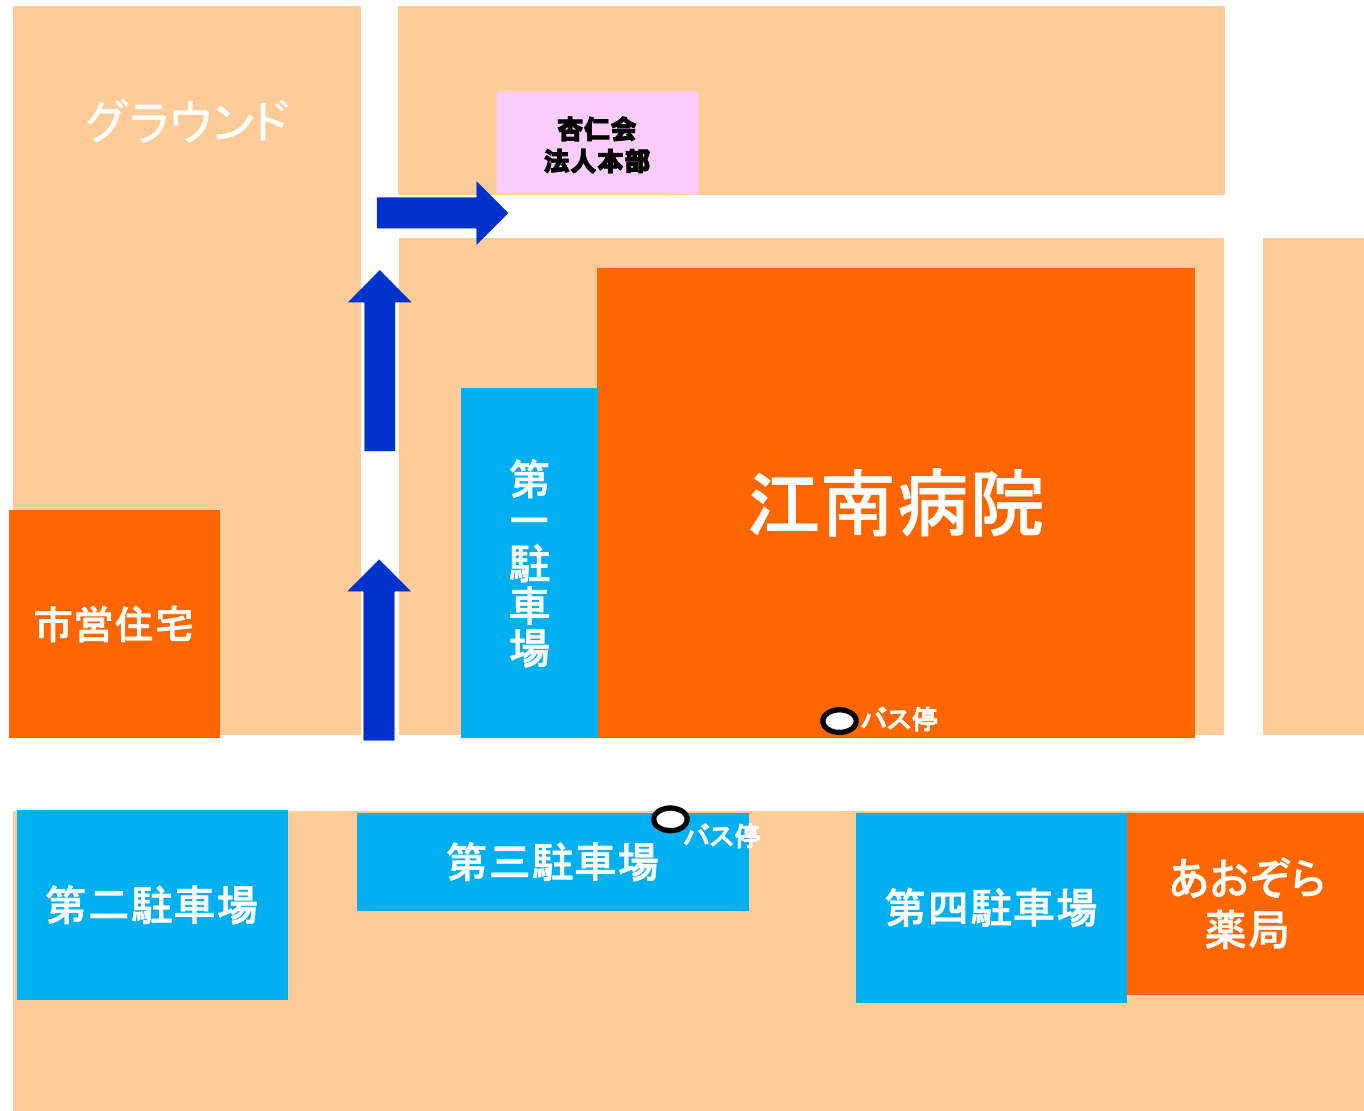 グラウンド
杏仁会
法人本部
第一駐車場
江南病院
市営住宅
バス停
バス停
第三駐車場
第二駐車場
第四駐車場
あおぞら
薬局